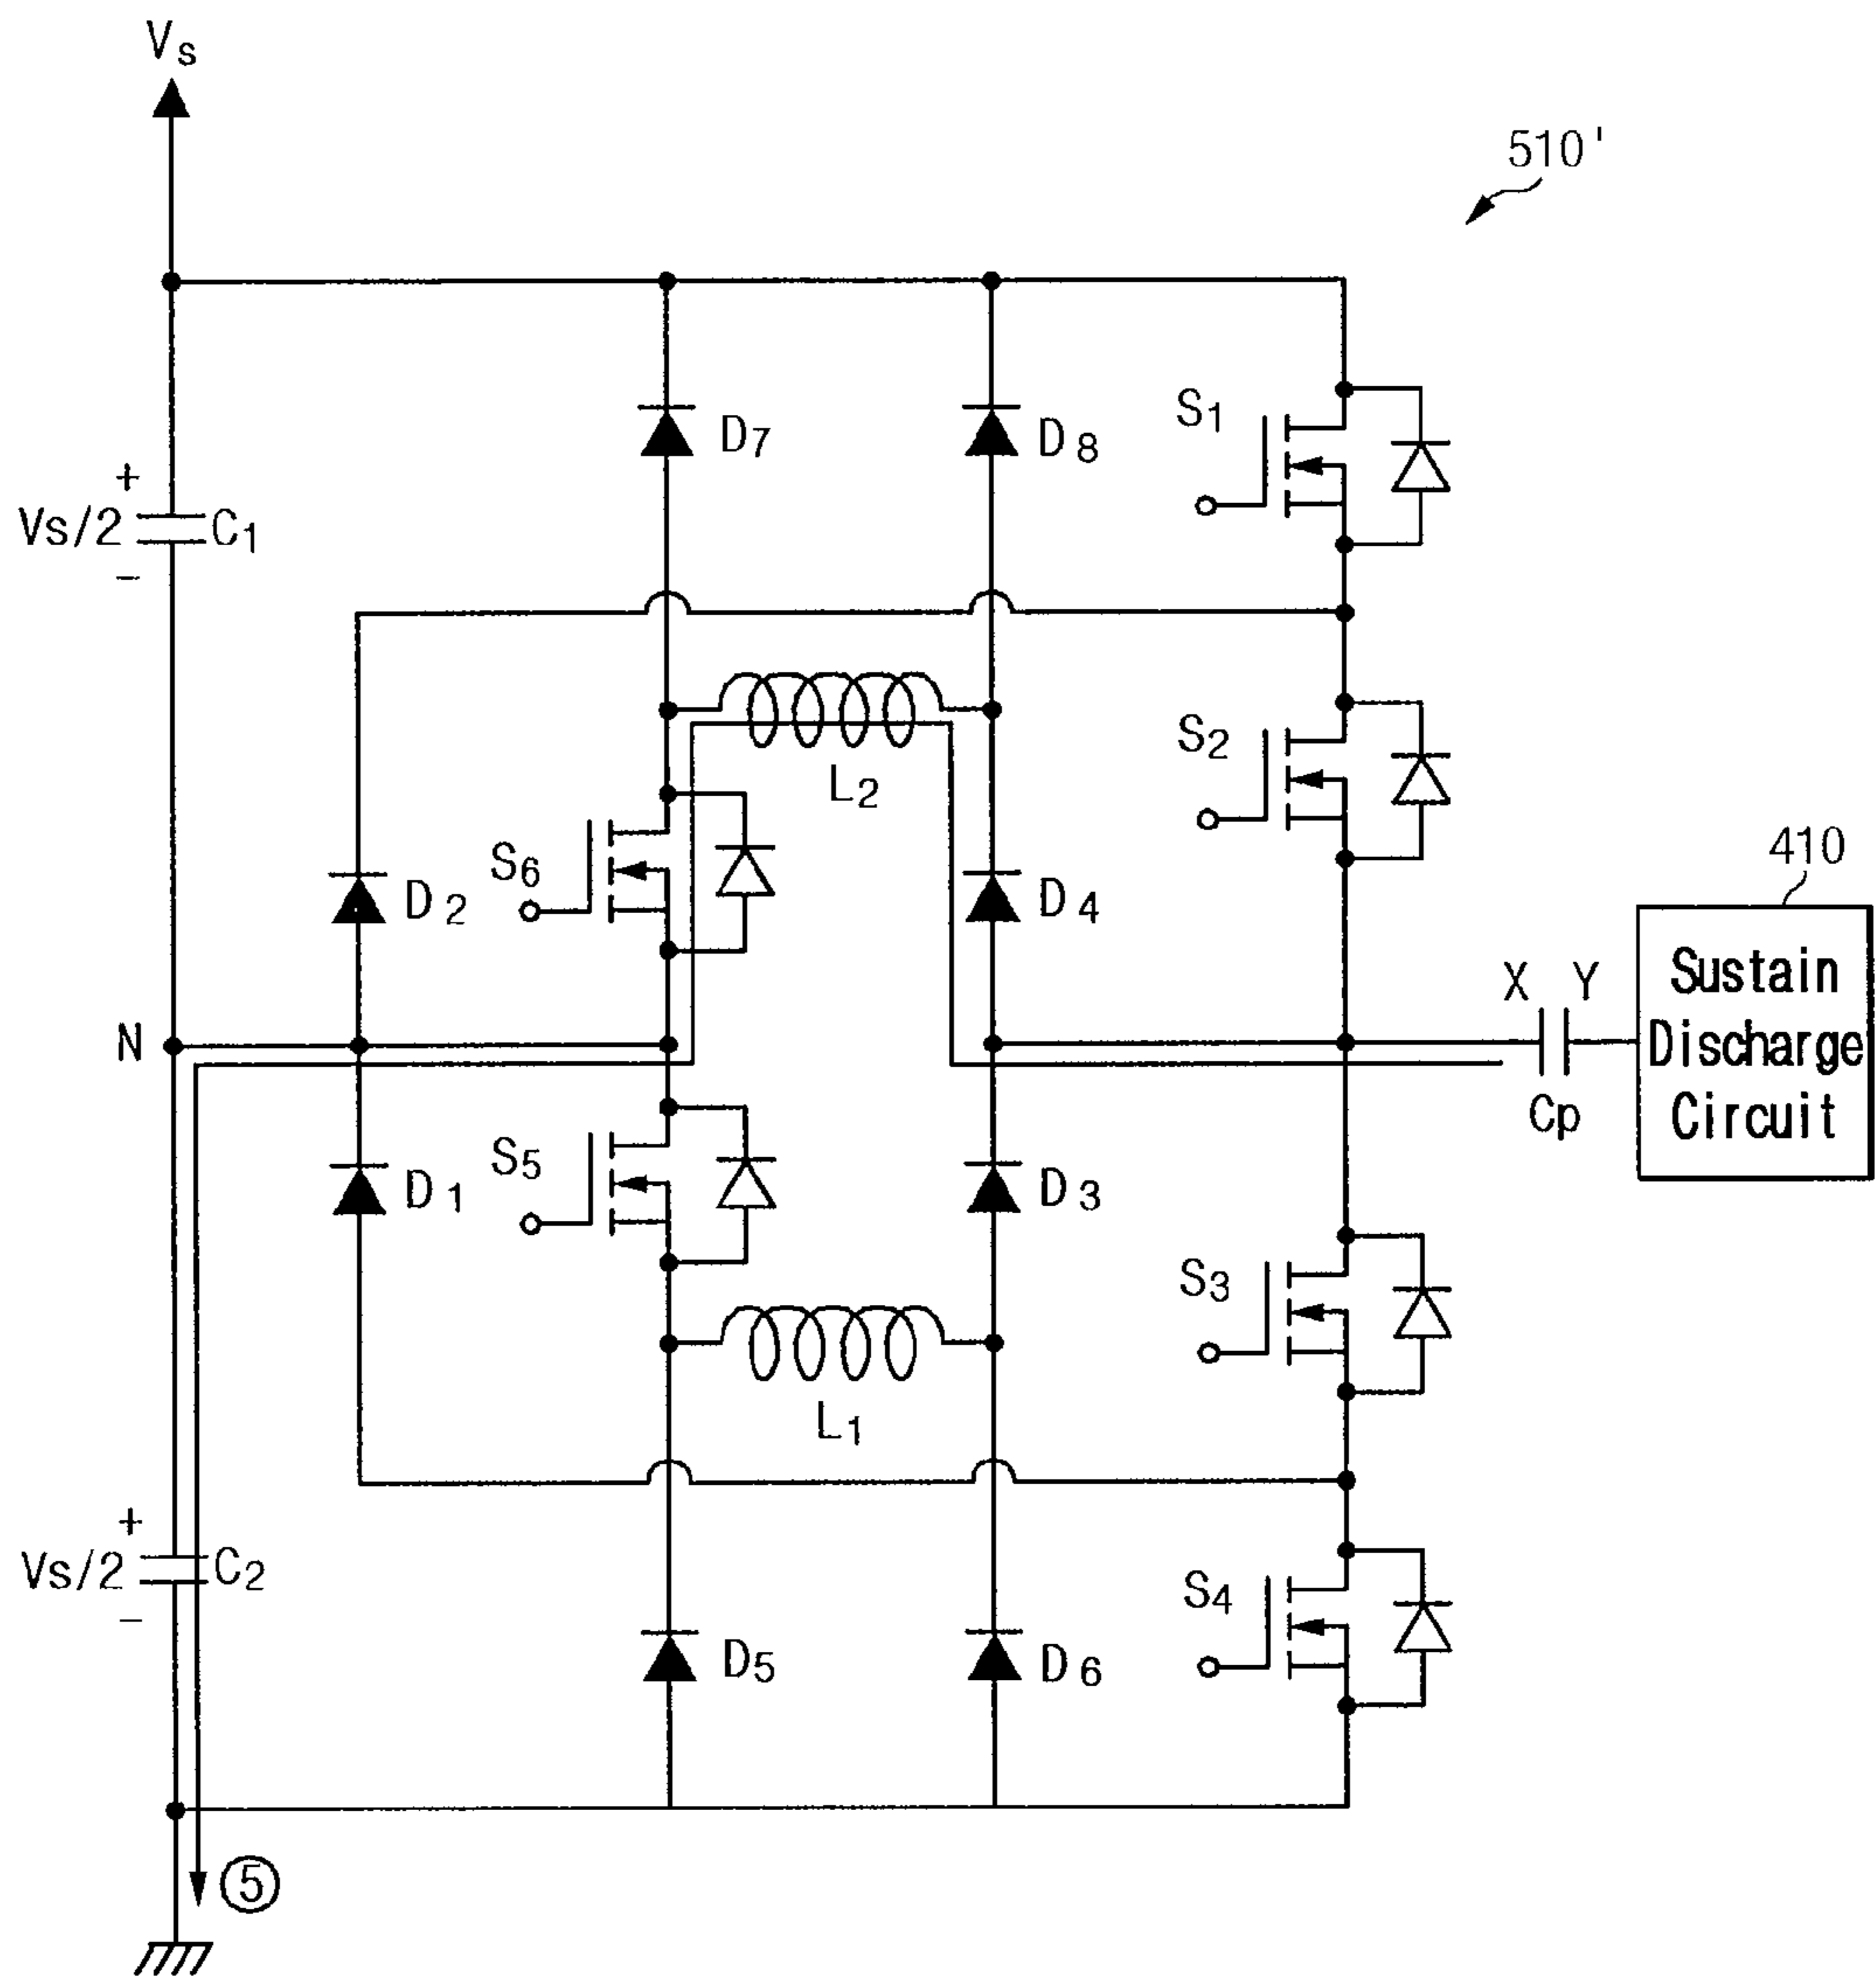 Vs
510'
D7
D8
S1
+
Vs/2
C1
-
S2
L2
S6
D2
D4
410
X
Y
Sustain
Discharge
Circuit
N
Cp
S5
D1
D3
S3
L1
+
Vs/2
C2
-
S4
D5
D6
⑤